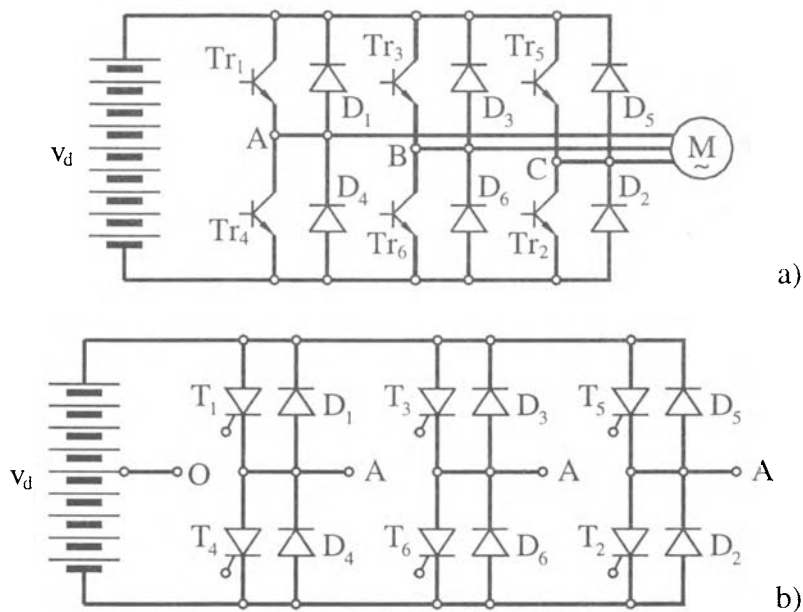 Tr1 Tr3 Tr5
D1 D3 D5
vd A B C M ~
D4 D6 D2
Tr4 Tr6 Tr2
a)
T1 D1 T3 D3 T5 D5
vd O A A A
T4 D4 T6 D6 T2 D2
b)